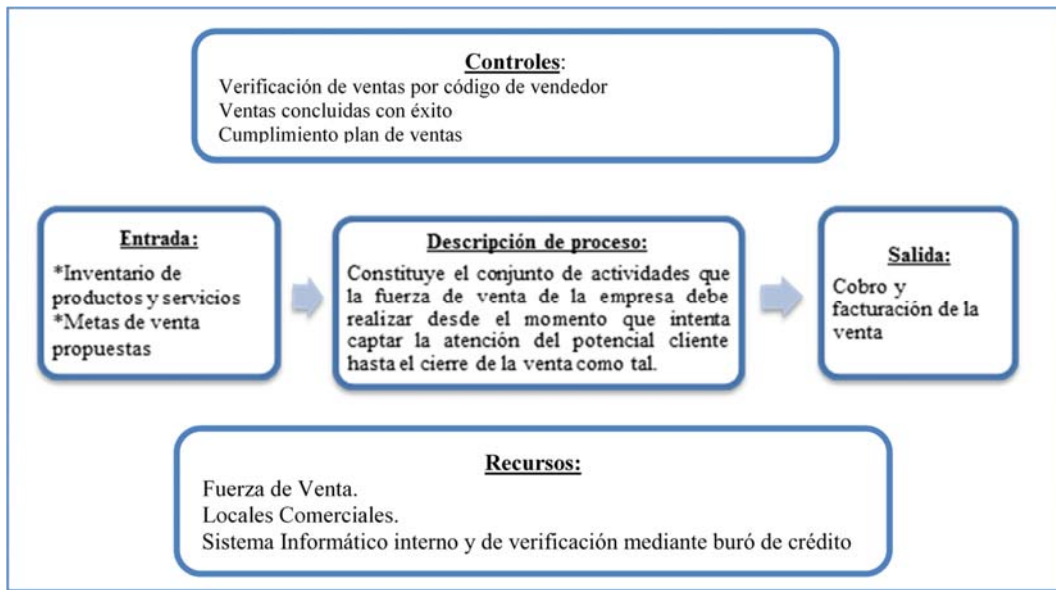 Controles:
Verificación de ventas por código de vendedor
Ventas concluidas con éxito
Cumplimiento plan de ventas
Entrada:
*Inventario de
productos y servicios
*Metas de venta
propuestas
Descripción de proceso:
Constituye el conjunto de actividades que
la fuerza de venta de la empresa debe
realizar desde el momento que intenta
captar la atención del potencial cliente
hasta el cierre de la venta como tal.
Salida:
Cobro y
facturación de la
venta
Recursos:
Fuerza de Venta.
Locales Comerciales.
Sistema Informático interno y de verificación mediante buró de crédito